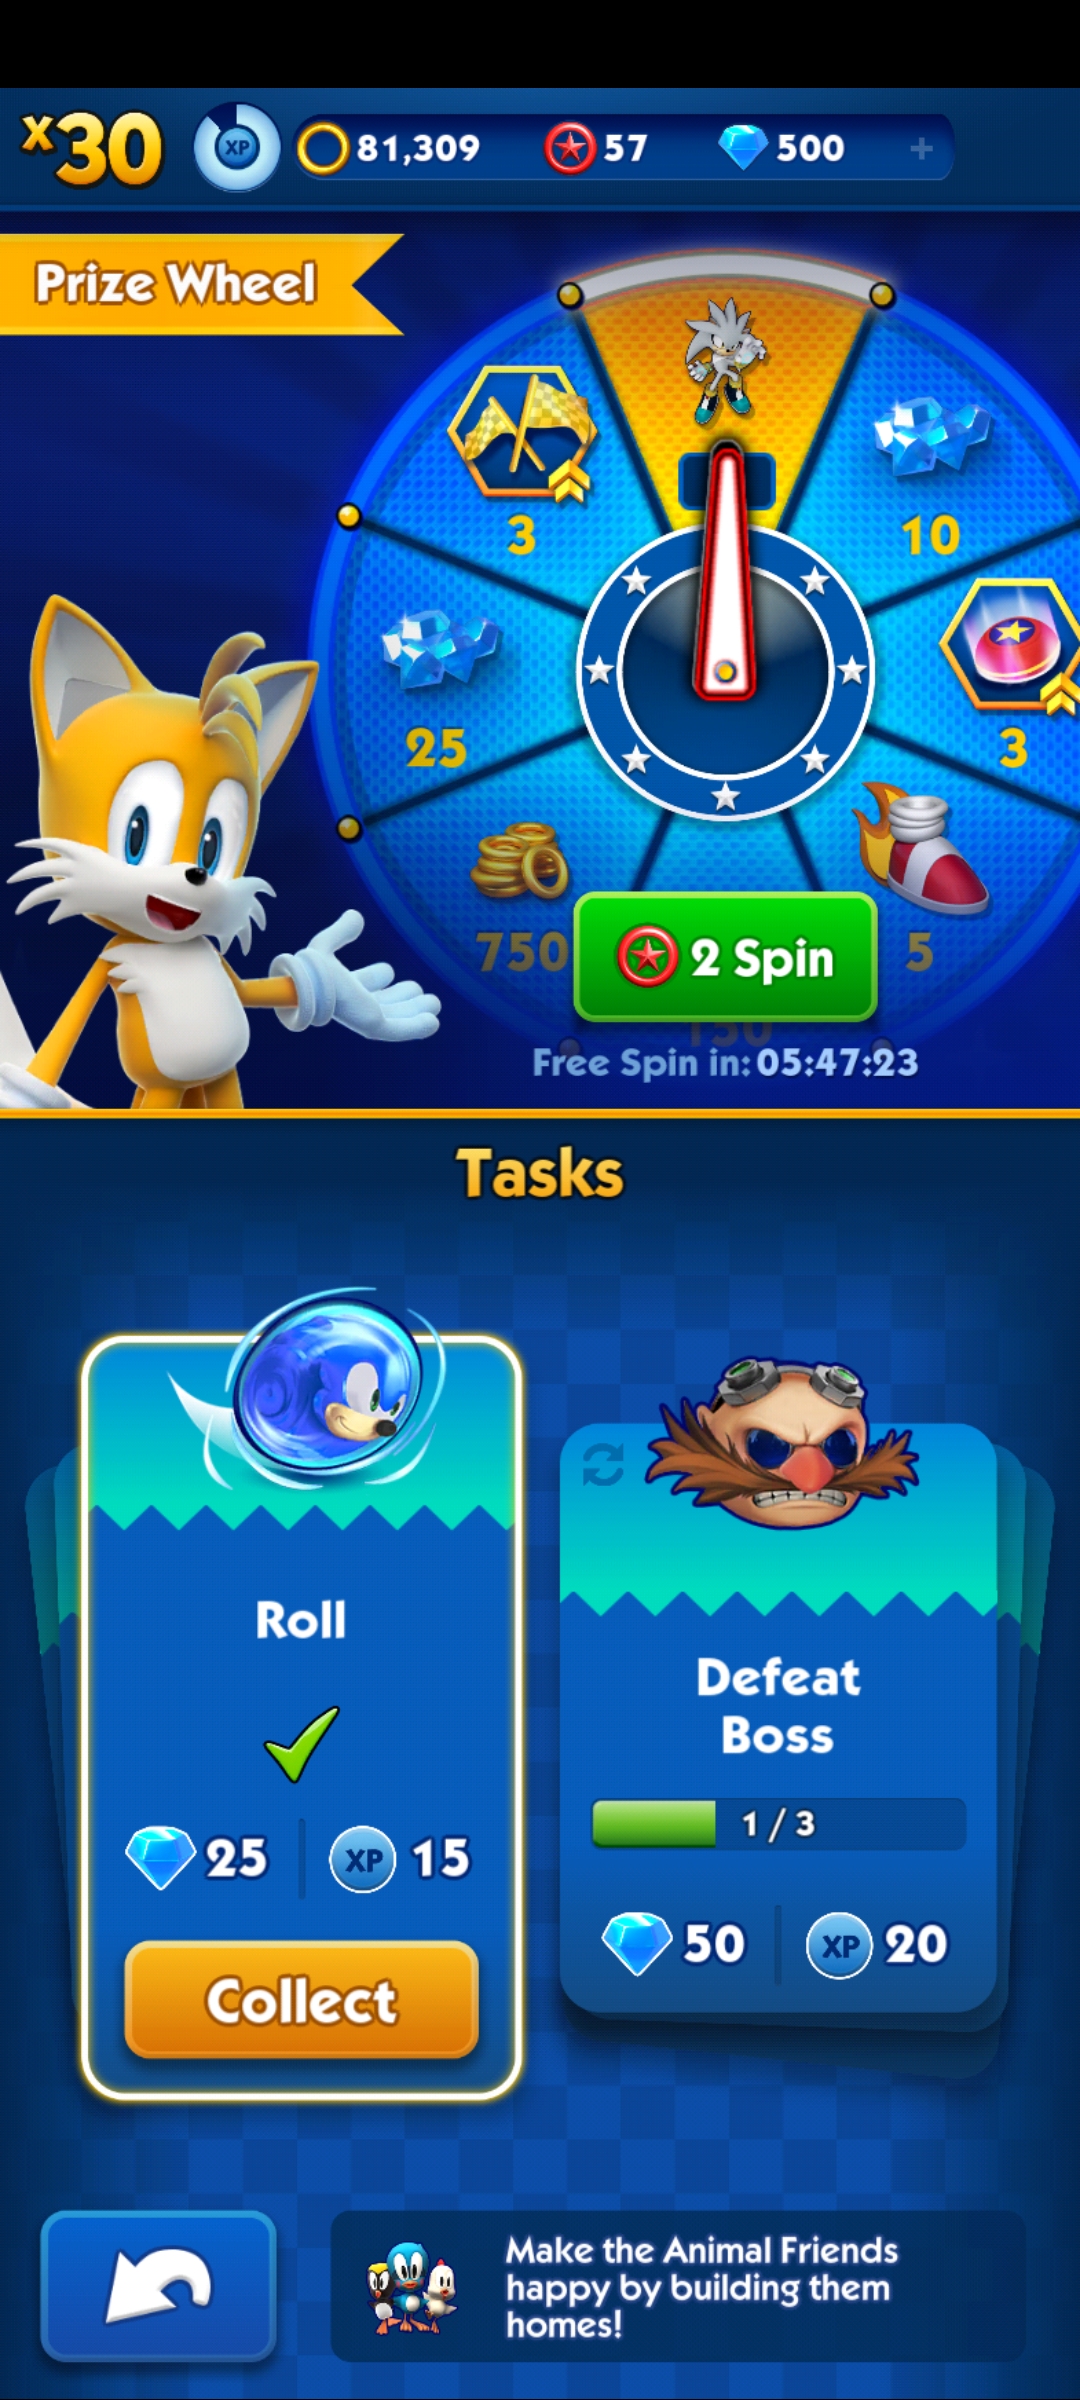 x30 XP 81,309 57 500 +
Prize Wheel
3
10
25
3
750
5
2 Spin
150
Free Spin in: 05:47:23
Tasks
Roll
25 XP 15
Collect
Defeat
Boss
1 / 3
50 XP 20
Make the Animal Friends
happy by building them
homes!